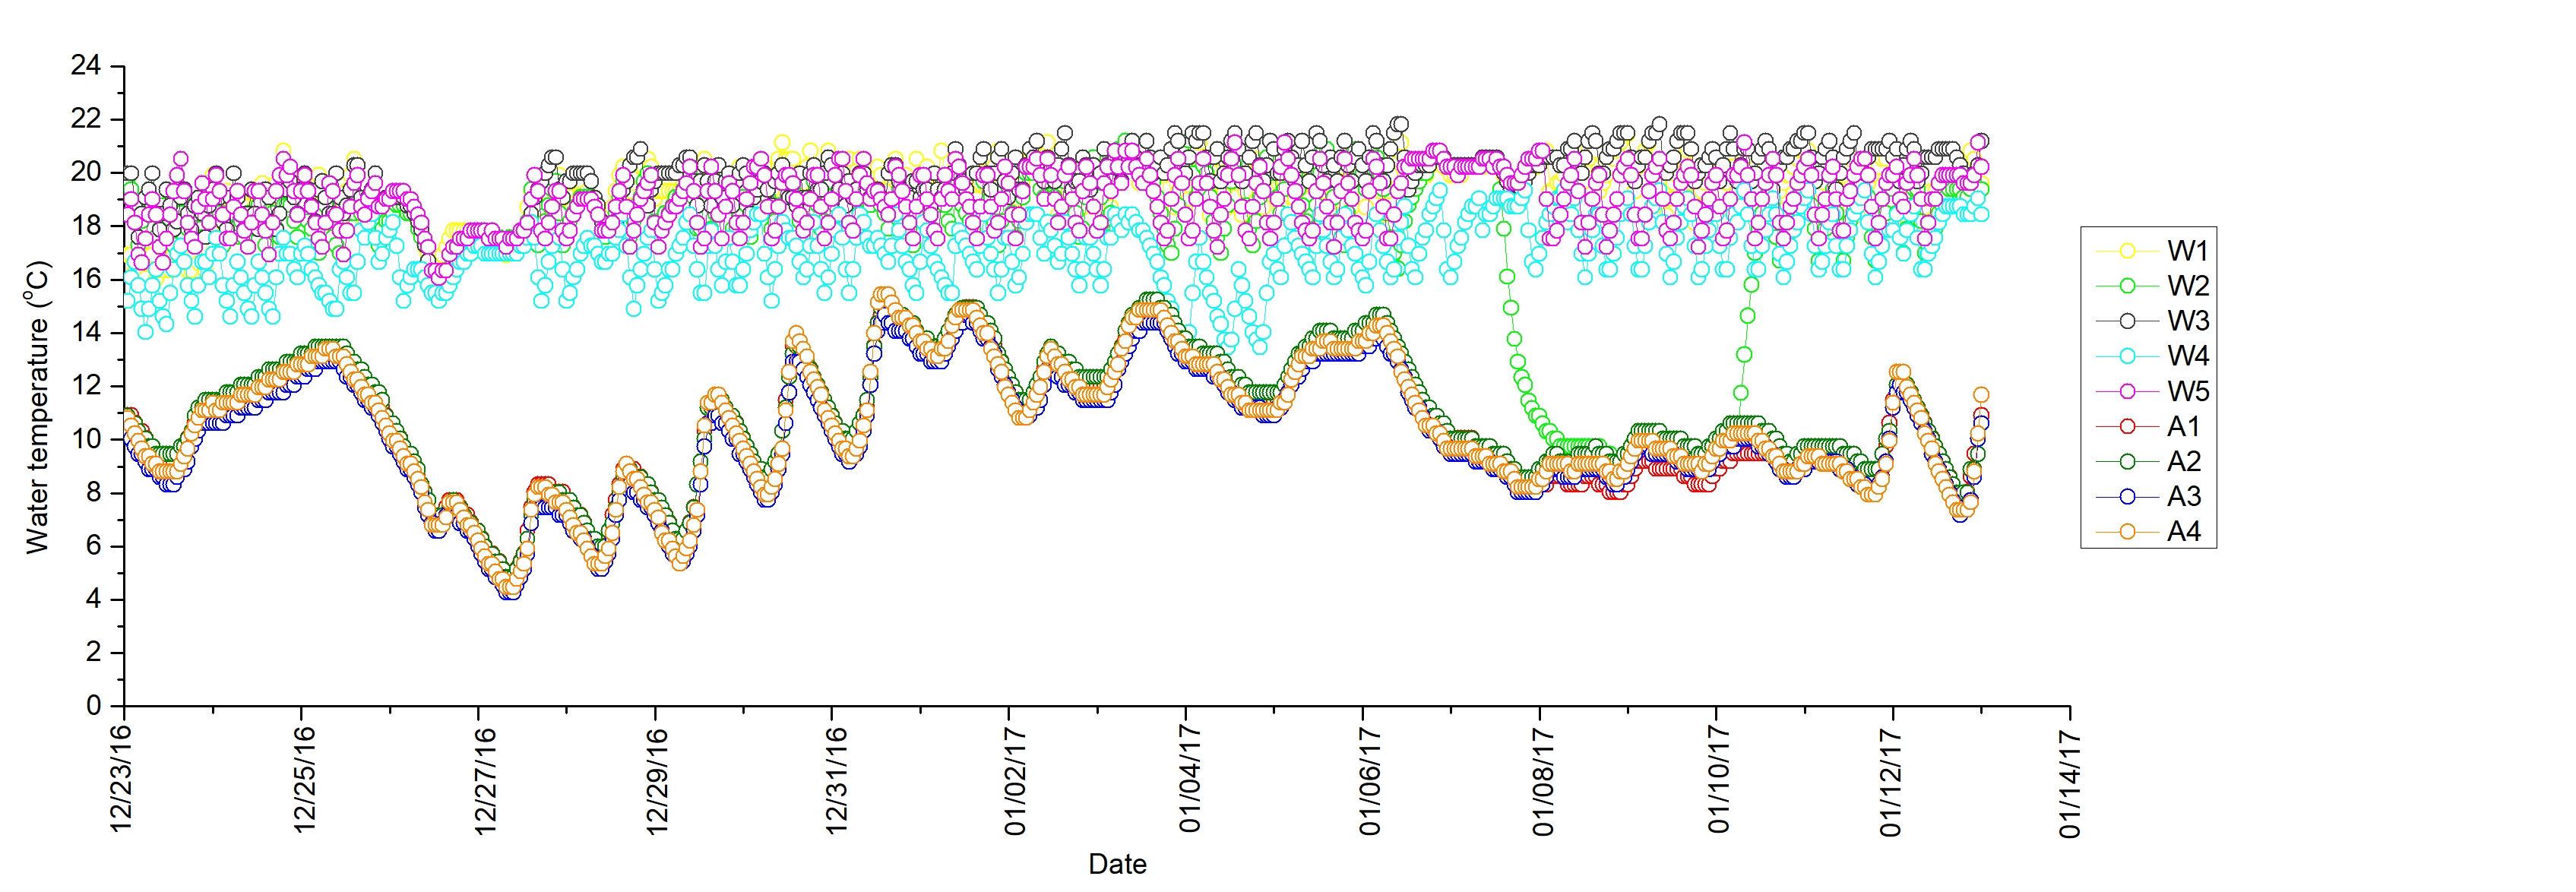 24
22
20
18
16
14
12
10
8
6
4
2
0
Water temperature (°C)
12/23/16
12/25/16
12/27/16
12/29/16
12/31/16
01/02/17
01/04/17
01/06/17
01/08/17
01/10/17
01/12/17
01/14/17
Date
W1
W2
W3
W4
W5
A1
A2
A3
A4